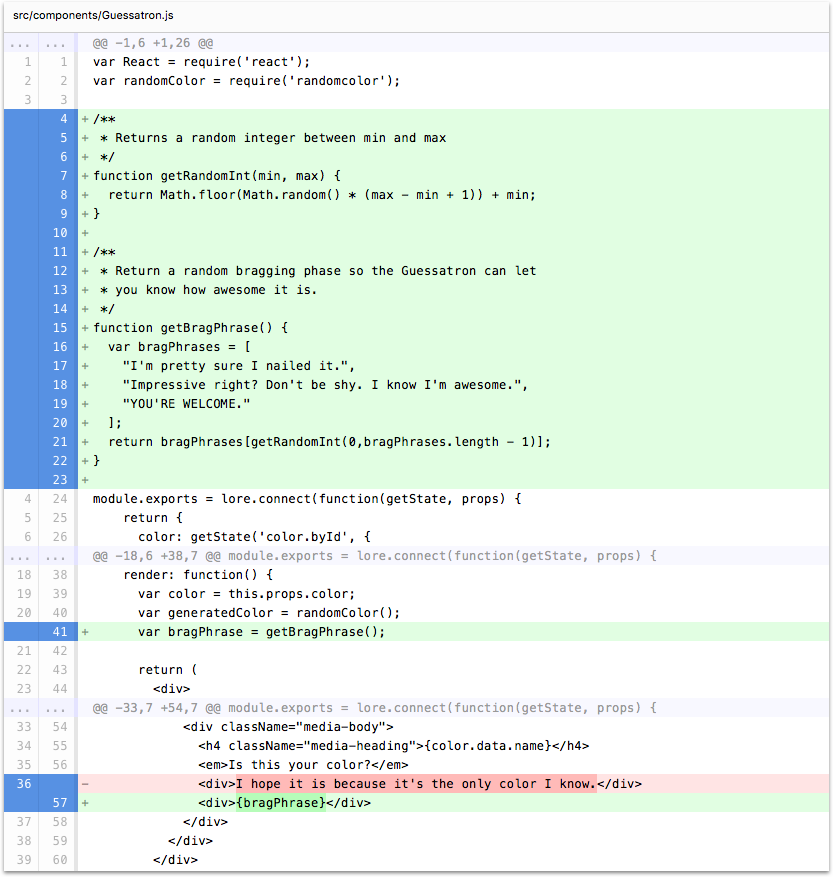 src/components/Guessatron.js
... ... @@ -1,6 +1,26 @@
1 1 var React = require('react');
2 2 var randomColor = require('randomcolor');
3 3
4 + /**
5 + * Returns a random integer between min and max
6 + */
7 + function getRandomInt(min, max) {
8 + return Math.floor(Math.random() * (max - min + 1)) + min;
9 + }
10 +
11 + /**
12 + * Return a random bragging phase so the Guessatron can let
13 + * you know how awesome it is.
14 + */
15 + function getBragPhrase() {
16 + var bragPhrases = [
17 + "I'm pretty sure I nailed it.",
18 + "Impressive right? Don't be shy. I know I'm awesome.",
19 + "YOU'RE WELCOME."
20 + ];
21 + return bragPhrases[getRandomInt(0,bragPhrases.length - 1)];
22 + }
23 +
4 24 module.exports = lore.connect(function(getState, props) {
5 25 return {
6 26 color: getState('color.byId', {
... ... @@ -18,6 +38,7 @@ module.exports = lore.connect(function(getState, props) {
18 38 render: function() {
19 39 var color = this.props.color;
20 40 var generatedColor = randomColor();
41 + var bragPhrase = getBragPhrase();
21 42
22 43 return (
23 44 <div>
... ... @@ -33,7 +54,7 @@ module.exports = lore.connect(function(getState, props) {
33 54 <div className="media-body">
34 55 <h4 className="media-heading">{color.data.name}</h4>
35 56 <em>Is this your color?</em>
36 - <div>I hope it is because it's the only color I know.</div>
57 + <div>{bragPhrase}</div>
37 58 </div>
38 59 </div>
39 60 </div>